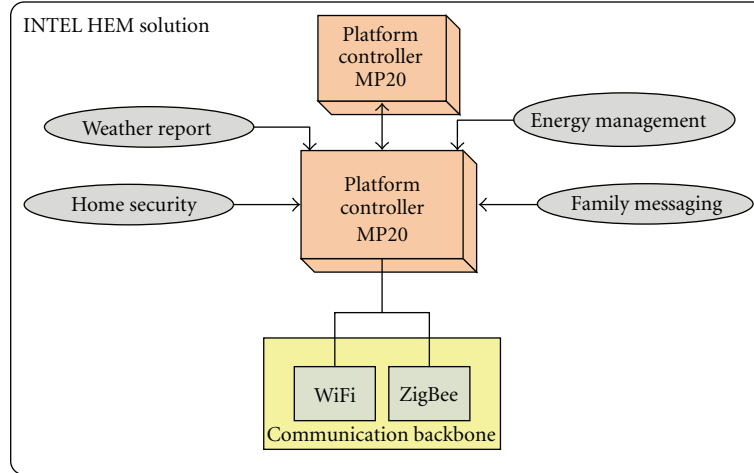 INTEL HEM solution
Platform
controller
MP20
Weather report
Energy management
Platform
controller
MP20
Home security
Family messaging
WiFi
ZigBee
Communication backbone